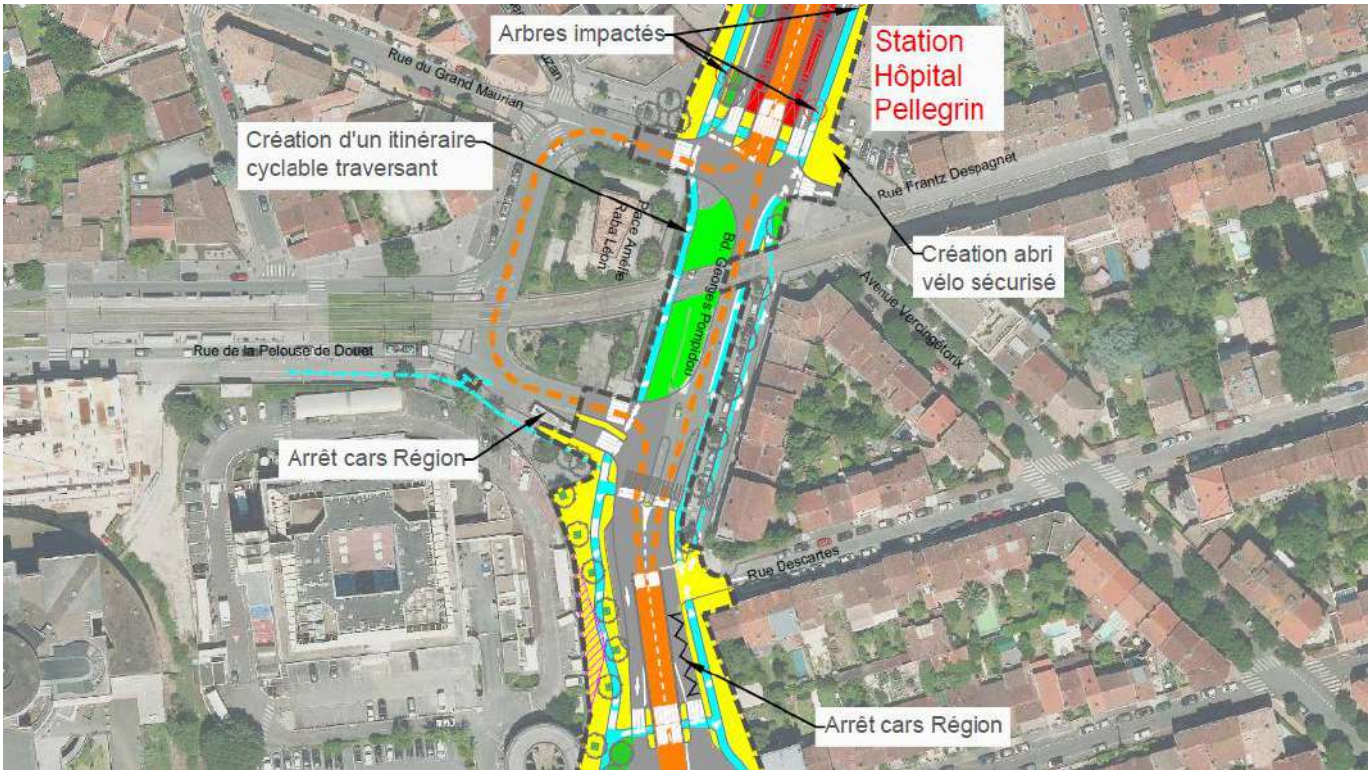 Arbres impactés
Station
Hôpital
Pellegrin
Rue du Grand Maurian
Création d'un itinéraire
cyclable traversant
Rue Frantz Despagnet
Place Amélie
Raba Léon
Bd Georges Pompidou
Création abri
vélo sécurisé
Avenue Vercingétorix
Rue de la Pelouse de Douet
Arrêt cars Région
Rue Descartes
Arrêt cars Région